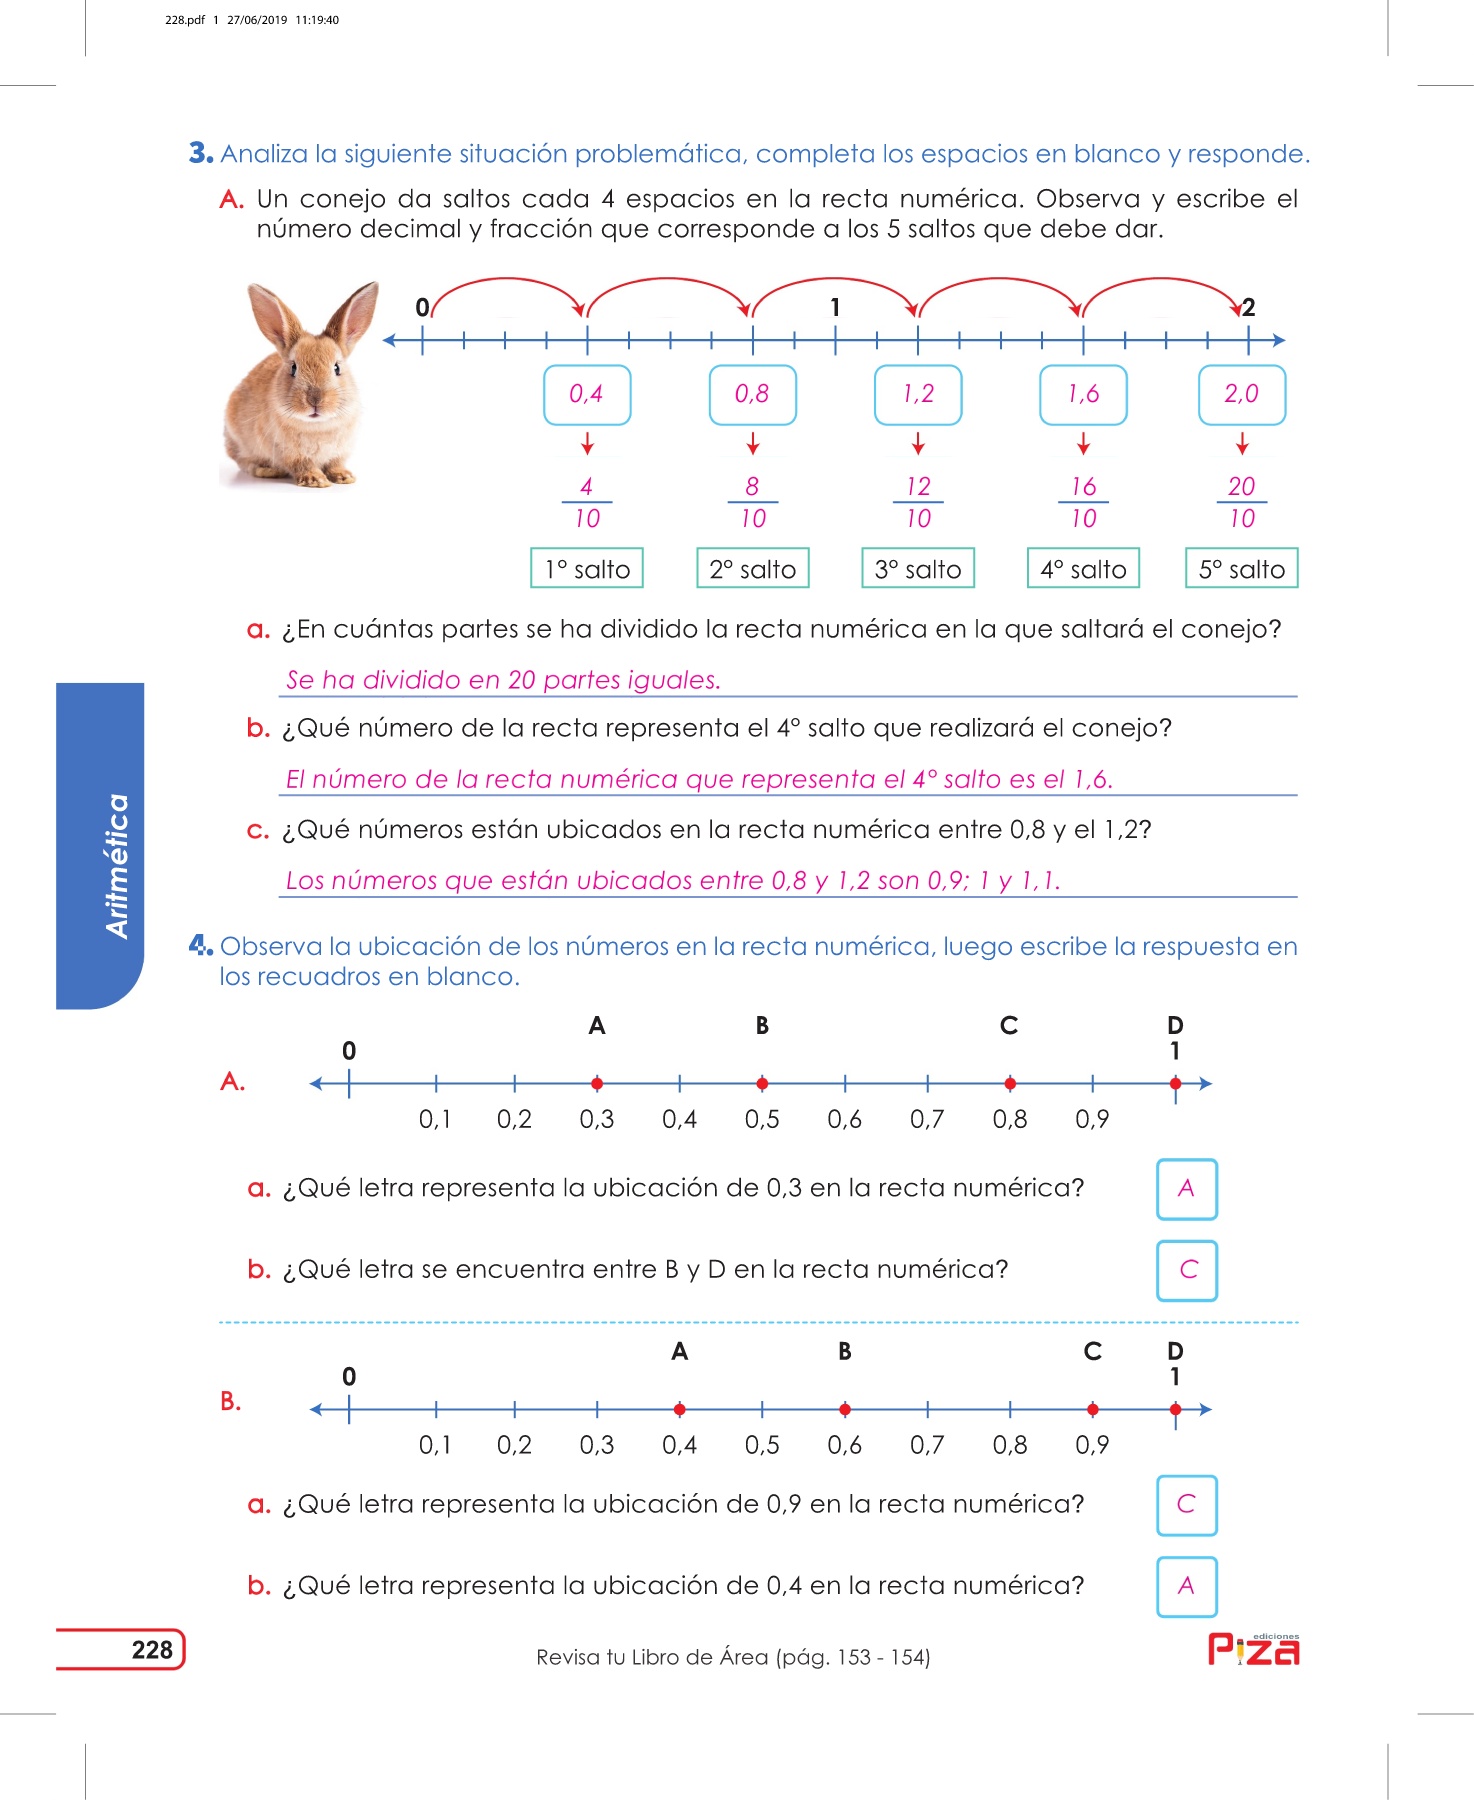 228.pdf 1 27/06/2019 11:19:40
3. Analiza la siguiente situación problemática, completa los espacios en blanco y responde.
A. Un conejo da saltos cada 4 espacios en la recta numérica. Observa y escribe el
número decimal y fracción que corresponde a los 5 saltos que debe dar.
0 1 2
0,4 0,8 1,2 1,6 2,0
4 8 12 16 20
10 10 10 10 10
1° salto 2° salto 3° salto 4° salto 5° salto
a. ¿En cuántas partes se ha dividido la recta numérica en la que saltará el conejo?
Se ha dividido en 20 partes iguales.
b. ¿Qué número de la recta representa el 4° salto que realizará el conejo?
El número de la recta numérica que representa el 4° salto es el 1,6.
c. ¿Qué números están ubicados en la recta numérica entre 0,8 y el 1,2?
Los números que están ubicados entre 0,8 y 1,2 son 0,9; 1 y 1,1.
Aritmética
4. Observa la ubicación de los números en la recta numérica, luego escribe la respuesta en
los recuadros en blanco.
A B C D
0 1
A.
0,1 0,2 0,3 0,4 0,5 0,6 0,7 0,8 0,9
a. ¿Qué letra representa la ubicación de 0,3 en la recta numérica? A
b. ¿Qué letra se encuentra entre B y D en la recta numérica? C
A B C D
0 1
B.
0,1 0,2 0,3 0,4 0,5 0,6 0,7 0,8 0,9
a. ¿Qué letra representa la ubicación de 0,9 en la recta numérica? C
b. ¿Qué letra representa la ubicación de 0,4 en la recta numérica? A
228
Revisa tu Libro de Área (pág. 153 - 154)
ediciones
Piza